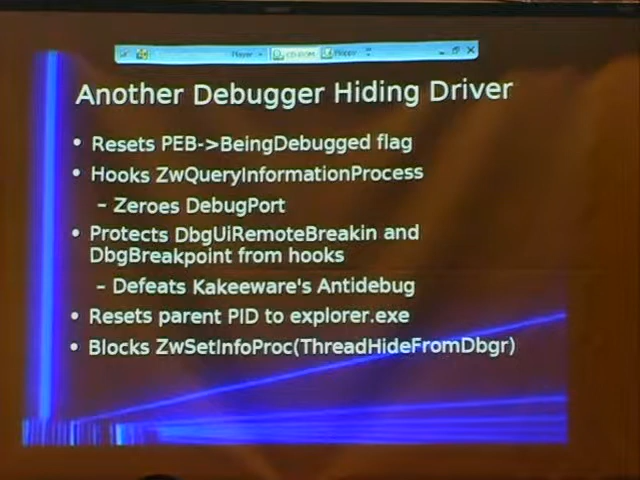 Player
Another Debugger Hiding Driver
• Resets PEB->BeingDebugged flag
• Hooks ZwQueryInformationProcess
– Zeroes DebugPort
• Protects DbgUiRemoteBreakin and
DbgBreakpoint from hooks
– Defeats Kakeeware's Antidebug
• Resets parent PID to explorer.exe
• Blocks ZwSetInfoProc(ThreadHideFromDbgr)